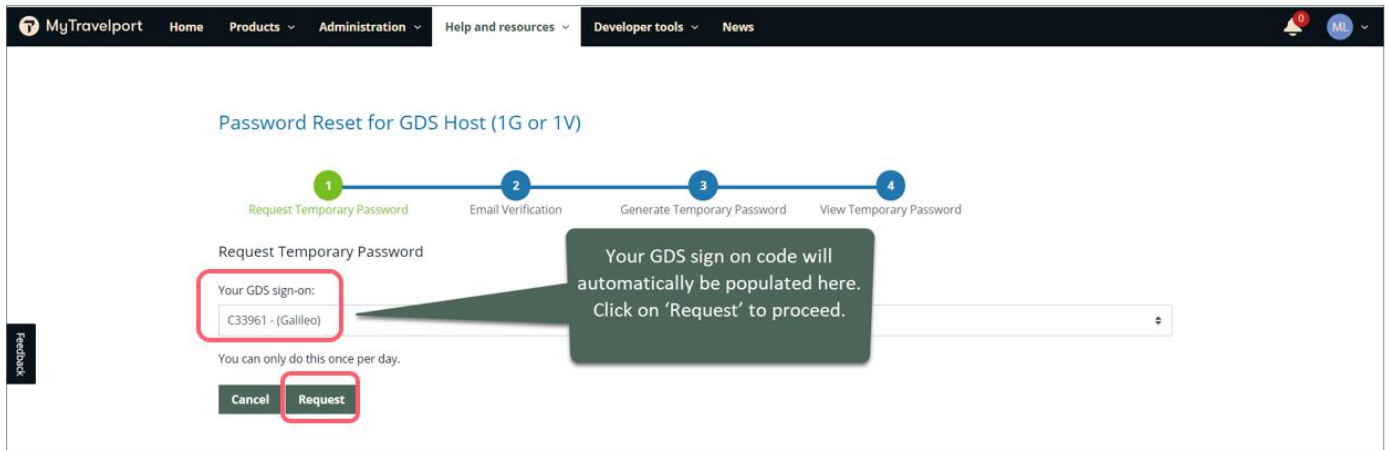 MyTravelport Home Products Administration Help and resources Developer tools News 0 ML
Password Reset for GDS Host (1G or 1V)
1 2 3 4
Request Temporary Password Email Verification Generate Temporary Password View Temporary Password
Request Temporary Password
Your GDS sign on code will
automatically be populated here.
Click on ‘Request’ to proceed.
Your GDS sign-on:
C33961 - (Galileo)
You can only do this once per day.
Cancel Request
Feedback